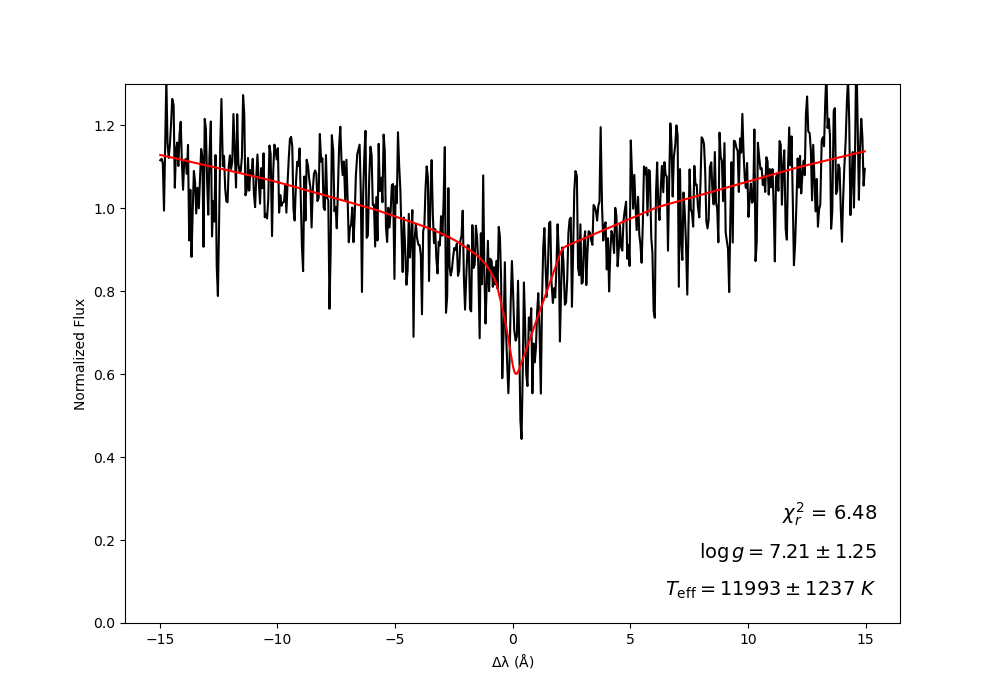 1.2
1.0
0.8
0.6
0.4
0.2
0.0
Normalized Flux
χ²ᵣ = 6.48
log g = 7.21 ± 1.25
T_eff = 11993 ± 1237 K
−15 −10 −5 0 5 10 15
Δλ (Å)